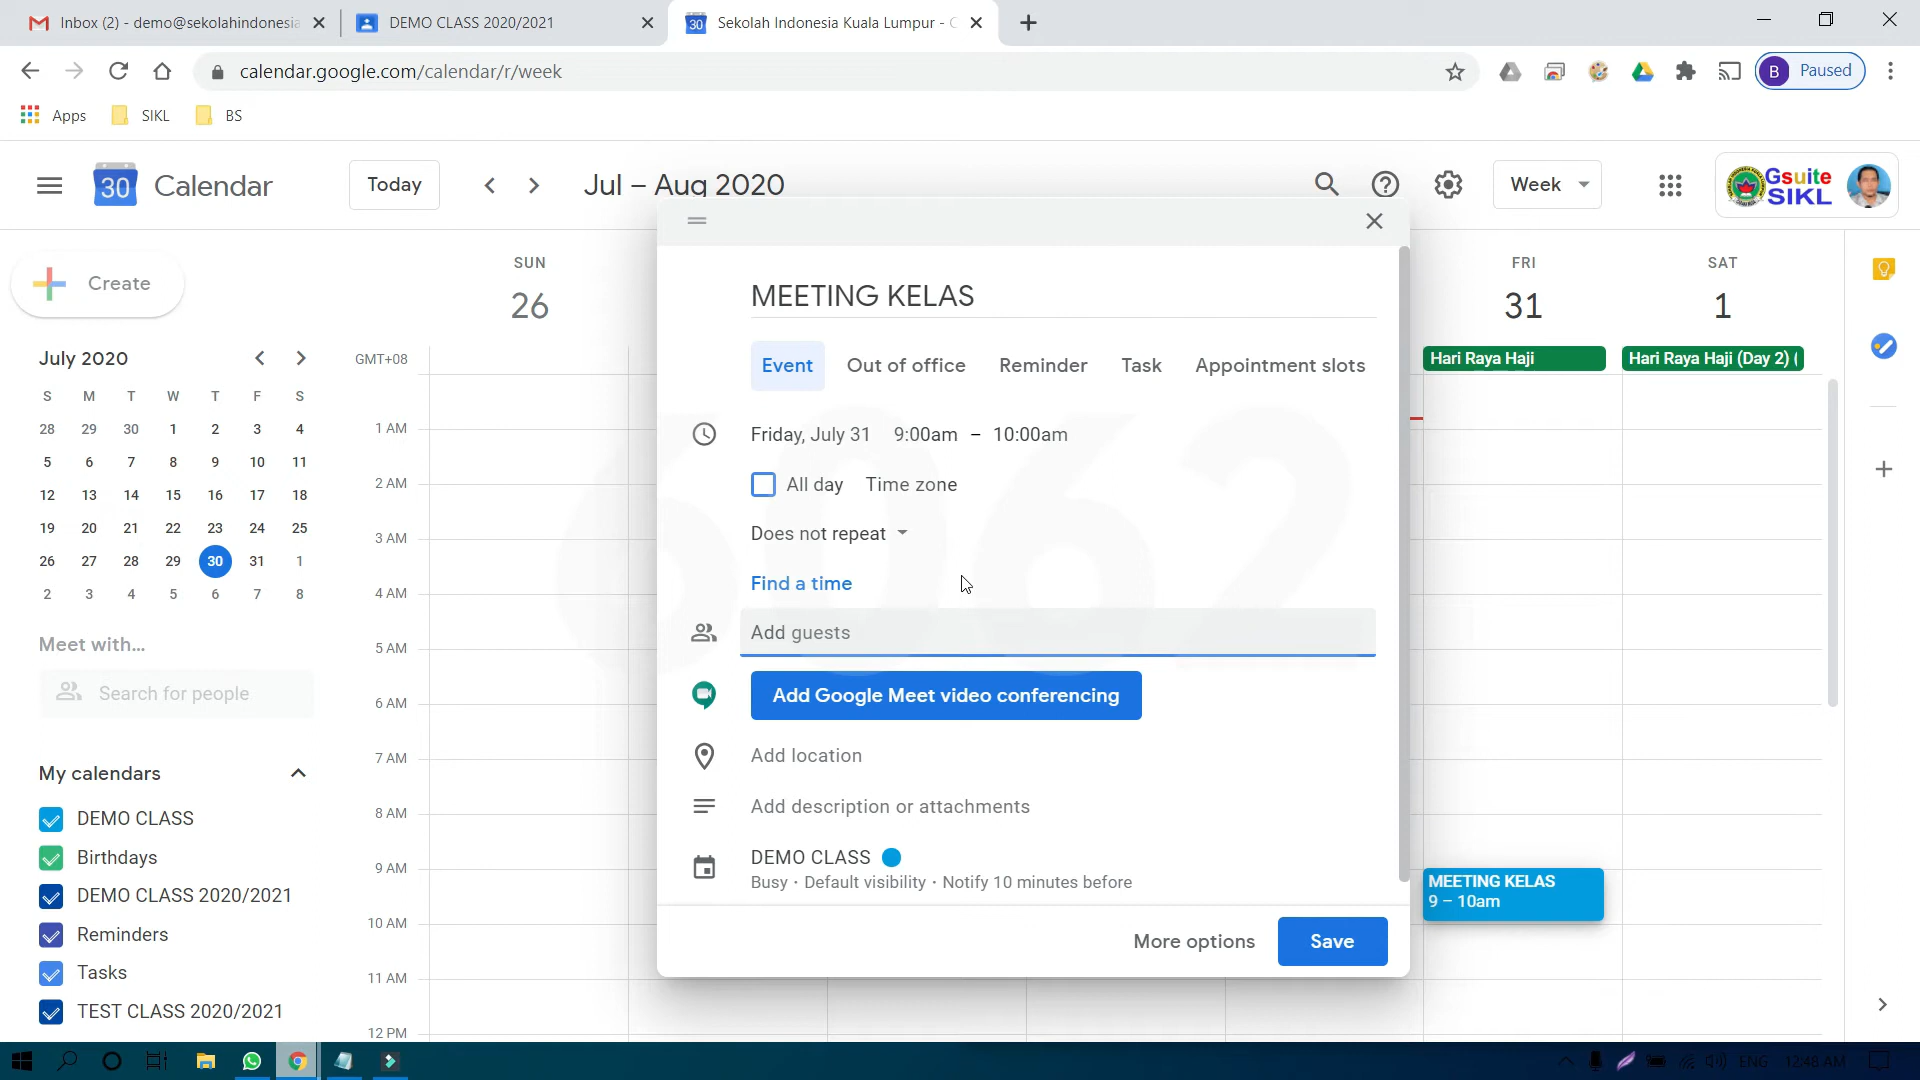 Inbox (2) - demo@sekolahindonesia
DEMO CLASS 2020/2021
Sekolah Indonesia Kuala Lumpur - C
calendar.google.com/calendar/r/week
B Paused
Apps
SIKL
BS
30
Calendar
Today
Jul – Aug 2020
Week
Gsuite
SIKL
Create
July 2020
S M T W T F S
28 29 30 1 2 3 4
5 6 7 8 9 10 11
12 13 14 15 16 17 18
19 20 21 22 23 24 25
26 27 28 29 30 31 1
2 3 4 5 6 7 8
Meet with...
Search for people
My calendars
DEMO CLASS
Birthdays
DEMO CLASS 2020/2021
Reminders
Tasks
TEST CLASS 2020/2021
SUN
26
FRI
31
SAT
1
GMT+08
Hari Raya Haji
Hari Raya Haji (Day 2) (
1 AM
2 AM
3 AM
4 AM
5 AM
6 AM
7 AM
8 AM
9 AM
10 AM
11 AM
12 PM
MEETING KELAS
Event
Out of office
Reminder
Task
Appointment slots
Friday, July 31 9:00am – 10:00am
All day Time zone
Does not repeat
Find a time
Add guests
Add Google Meet video conferencing
Add location
Add description or attachments
DEMO CLASS
Busy · Default visibility · Notify 10 minutes before
More options
Save
MEETING KELAS
9 – 10am
6062
ENG
12:48 AM